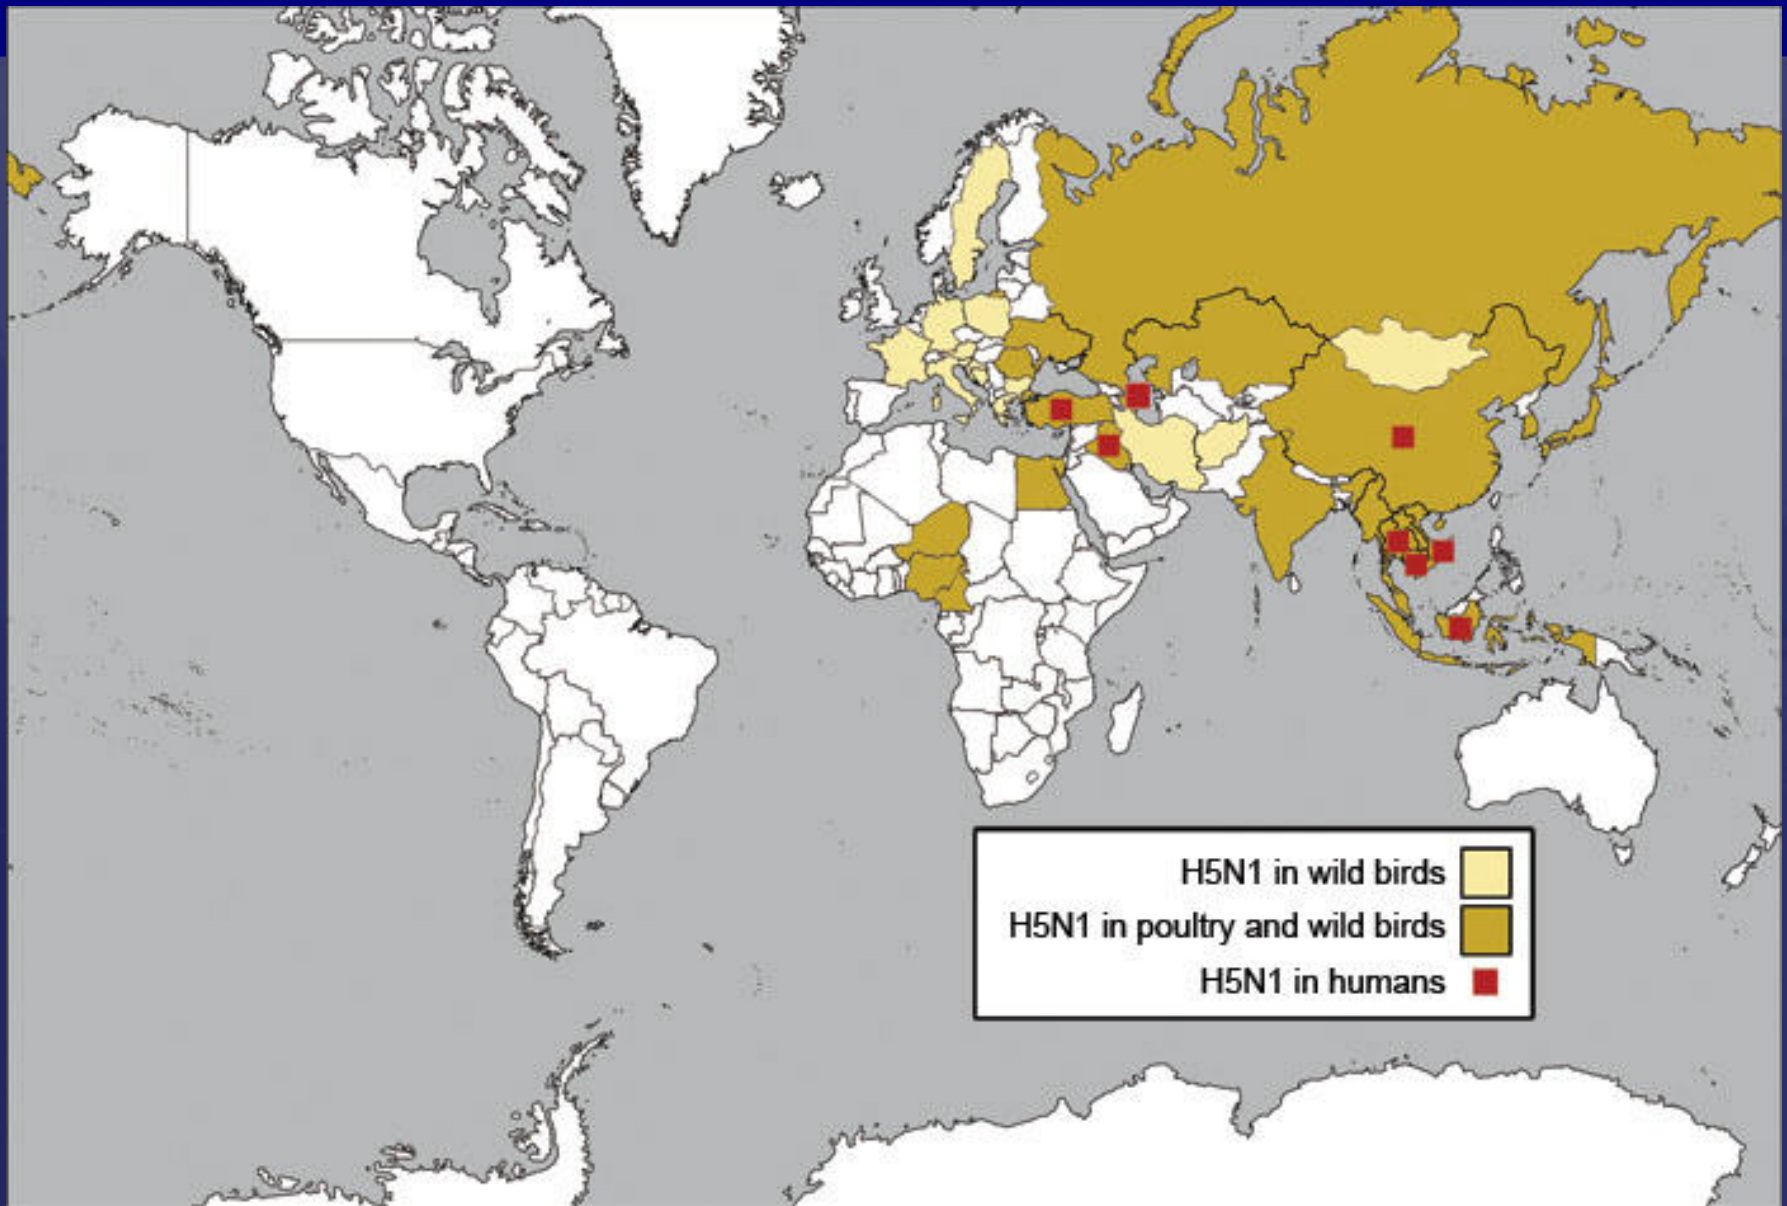 H5N1 in wild birds
H5N1 in poultry and wild birds
H5N1 in humans